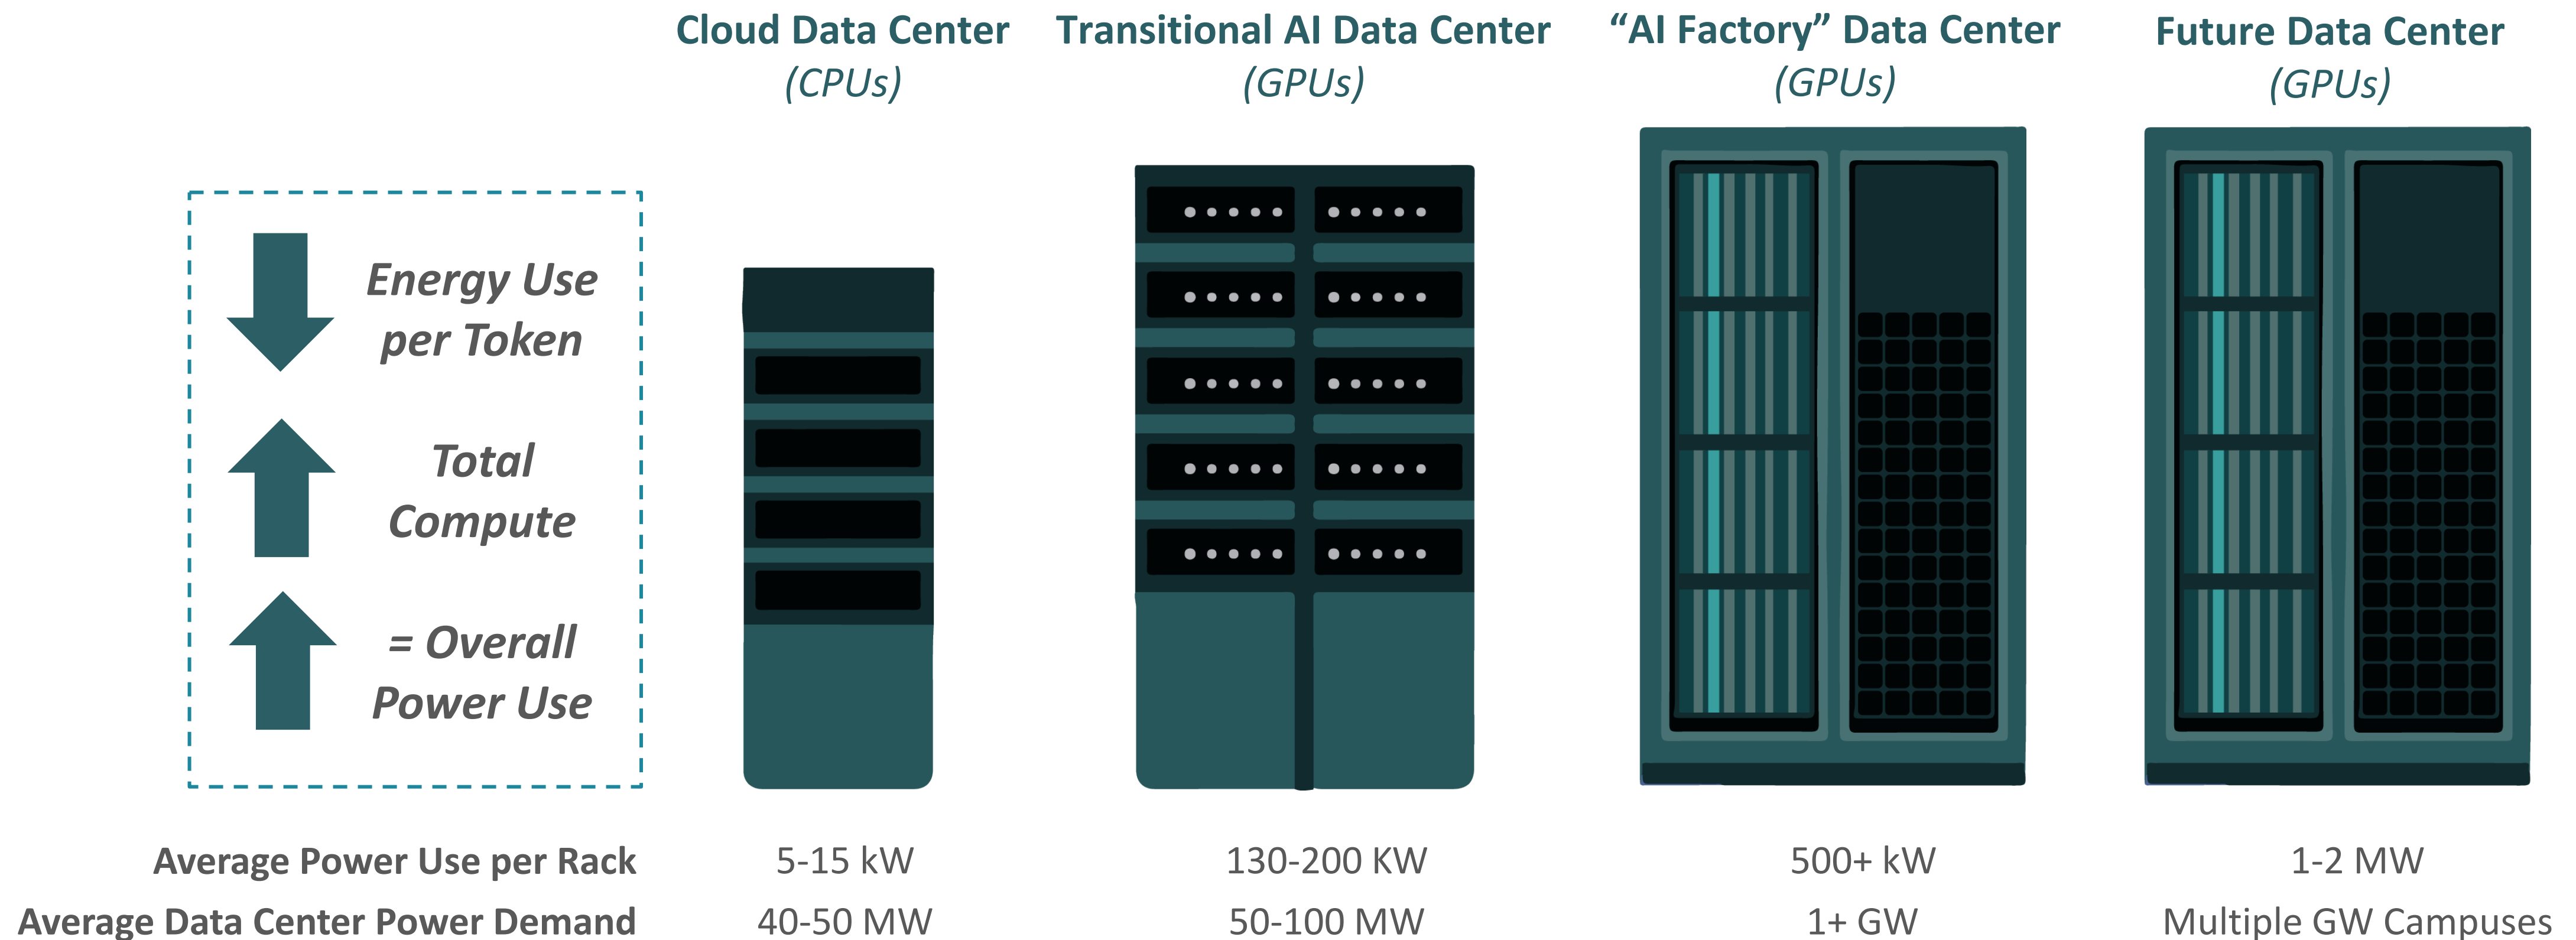 Cloud Data Center
(CPUs)
Transitional AI Data Center
(GPUs)
“AI Factory” Data Center
(GPUs)
Future Data Center
(GPUs)
Energy Use
per Token
Total
Compute
= Overall
Power Use
Average Power Use per Rack
5-15 kW
130-200 KW
500+ kW
1-2 MW
Average Data Center Power Demand
40-50 MW
50-100 MW
1+ GW
Multiple GW Campuses